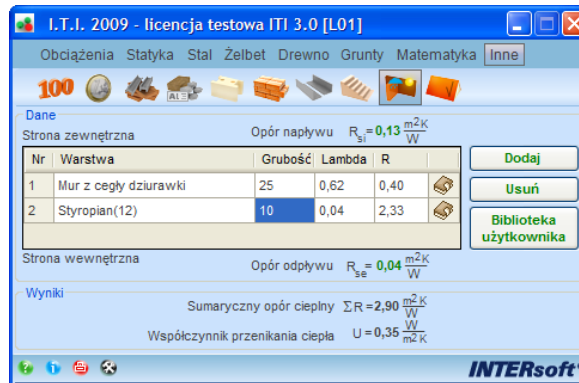 I.T.I. 2009 - licencja testowa ITI 3.0 [L01]
Obciążenia Statyka Stal Żelbet Drewno Grunty Matematyka Inne
100
Dane
Strona zewnętrzna Opór napływu Rsi=0,13 m2K/W
Nr Warstwa Grubość Lambda R
1 Mur z cegły dziurawki 25 0,62 0,40
2 Styropian(12) 10 0,04 2,33
Dodaj
Usuń
Biblioteka
użytkownika
Strona wewnętrzna Opór odpływu Rse=0,04 m2K/W
Wyniki
Sumaryczny opór cieplny ΣR=2,90 m2K/W
Współczynnik przenikania ciepła U=0,35 W/m2K
INTERsoft